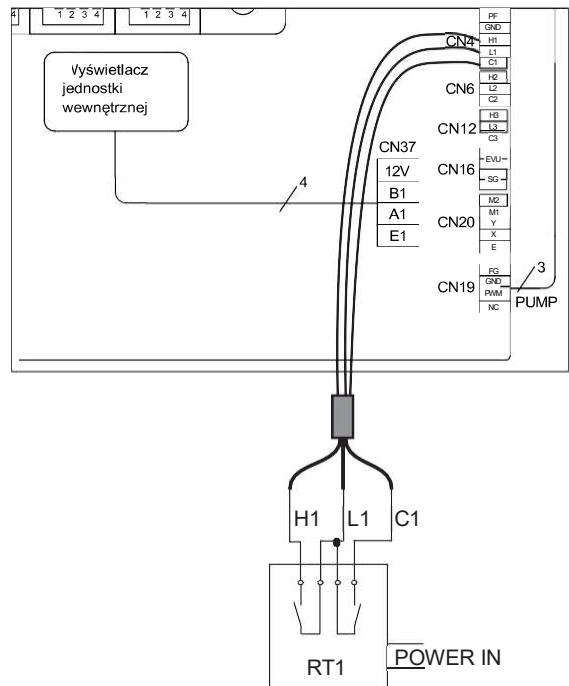 4
1 2 3 4
1 2 3 4
Wyświetlacz
jednostki
wewnętrznej
4
CN37
12V
B1
A1
E1
CN4
CN6
CN12
CN16
CN20
CN19
PF
GND
H1
L1
C1
H2
L2
C2
H3
L3
C3
EVU
SG
M2
M1
Y
X
E
FG
GND
PWM
NC
3
PUMP
H1 L1 C1
RT1
POWER IN